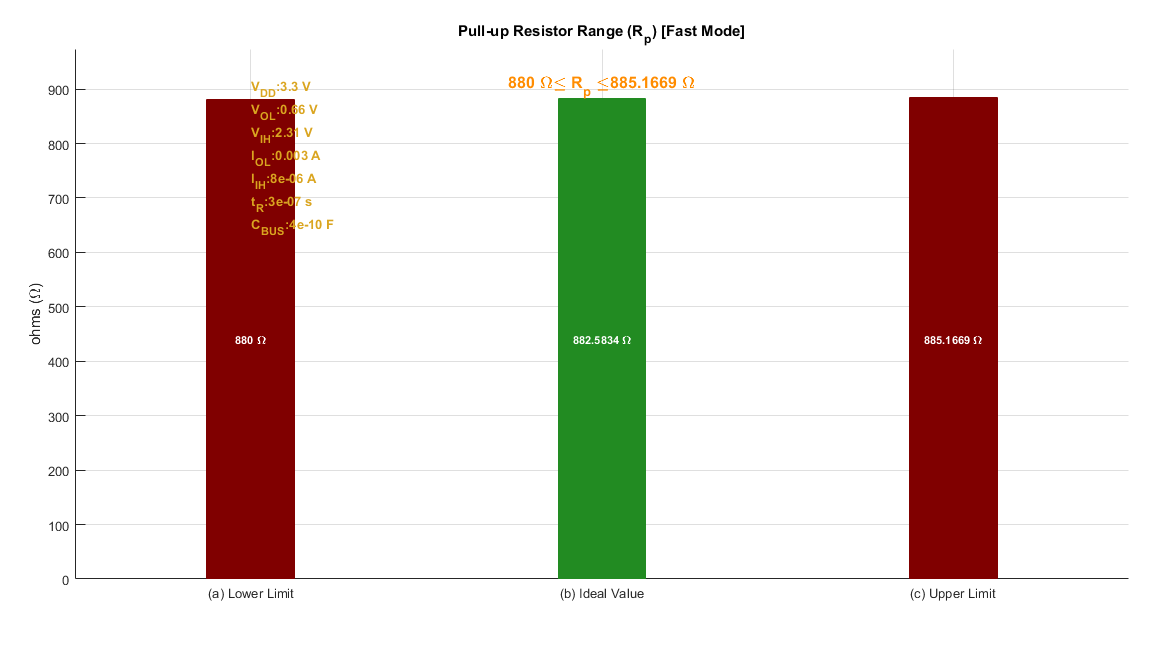 Pull-up Resistor Range (Rp) [Fast Mode]
880 Ω≤ Rp ≤885.1669 Ω
VDD:3.3 V
VOL:0.66 V
VIH:2.31 V
IOL:0.003 A
IIH:8e-06 A
tR:3e-07 s
CBUS:4e-10 F
ohms (Ω)
900
800
700
600
500
400
300
200
100
0
880 Ω
882.5834 Ω
885.1669 Ω
(a) Lower Limit
(b) Ideal Value
(c) Upper Limit